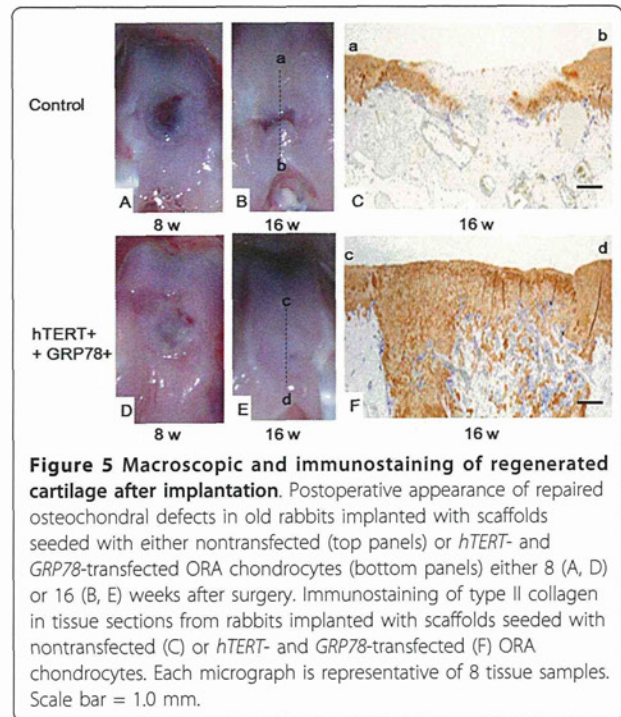 Control
A
B
a
b
a
b
C
8 w
16 w
16 w
hTERT+
+ GRP78+
D
E
c
d
c
d
F
8 w
16 w
16 w
Figure 5 Macroscopic and immunostaining of regenerated
cartilage after implantation. Postoperative appearance of repaired
osteochondral defects in old rabbits implanted with scaffolds
seeded with either nontransfected (top panels) or hTERT- and
GRP78-transfected ORA chondrocytes (bottom panels) either 8 (A, D)
or 16 (B, E) weeks after surgery. Immunostaining of type II collagen
in tissue sections from rabbits implanted with scaffolds seeded with
nontransfected (C) or hTERT- and GRP78-transfected (F) ORA
chondrocytes. Each micrograph is representative of 8 tissue samples.
Scale bar = 1.0 mm.